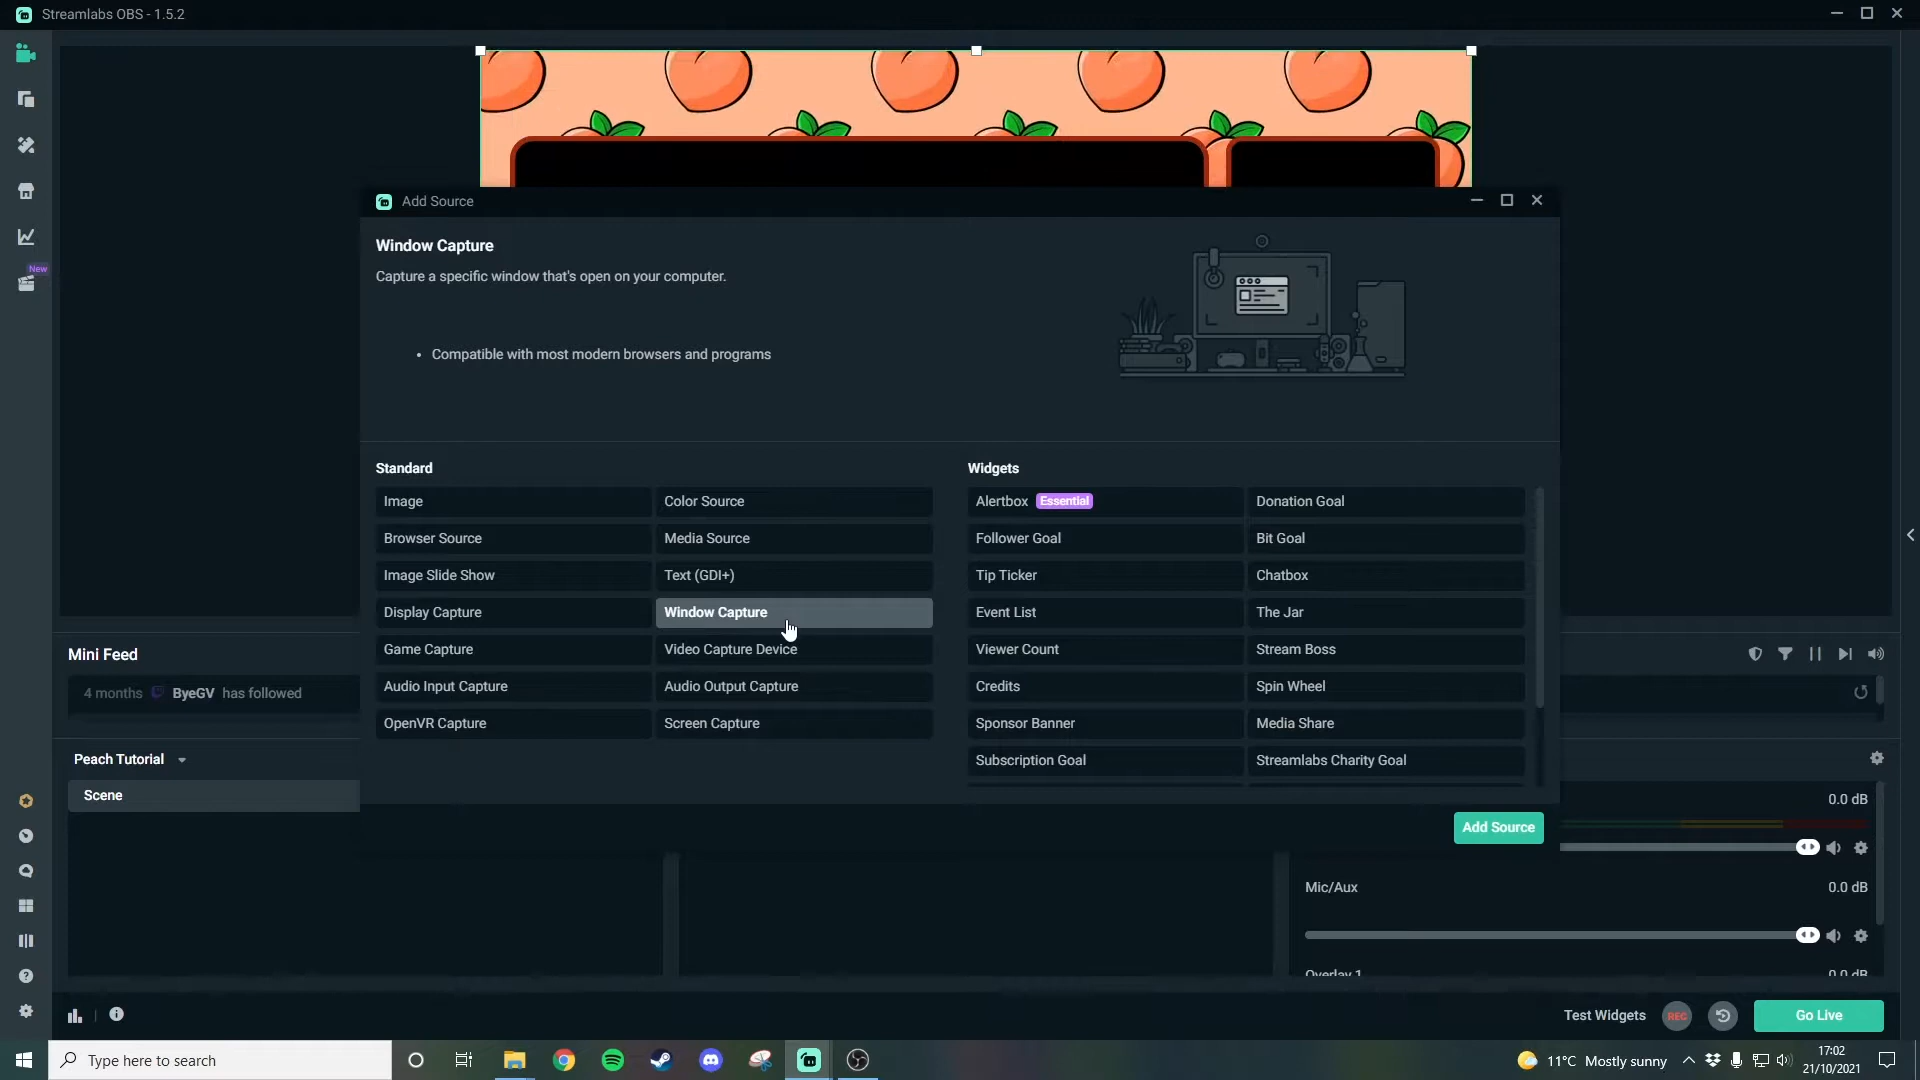 Streamlabs OBS - 1.5.2
New
Add Source
Window Capture
Capture a specific window that's open on your computer.
• Compatible with most modern browsers and programs
Standard
Image
Color Source
Browser Source
Media Source
Image Slide Show
Text (GDI+)
Display Capture
Window Capture
Game Capture
Video Capture Device
Audio Input Capture
Audio Output Capture
OpenVR Capture
Screen Capture
Widgets
Alertbox Essential
Donation Goal
Follower Goal
Bit Goal
Tip Ticker
Chatbox
Event List
The Jar
Viewer Count
Stream Boss
Credits
Spin Wheel
Sponsor Banner
Media Share
Subscription Goal
Streamlabs Charity Goal
Add Source
Mini Feed
4 months ByeGV has followed
Peach Tutorial
Scene
0.0 dB
Mic/Aux 0.0 dB
Overlay 1 0.0 dB
Test Widgets REC Go Live
Type here to search
11°C Mostly sunny
17:02
21/10/2021